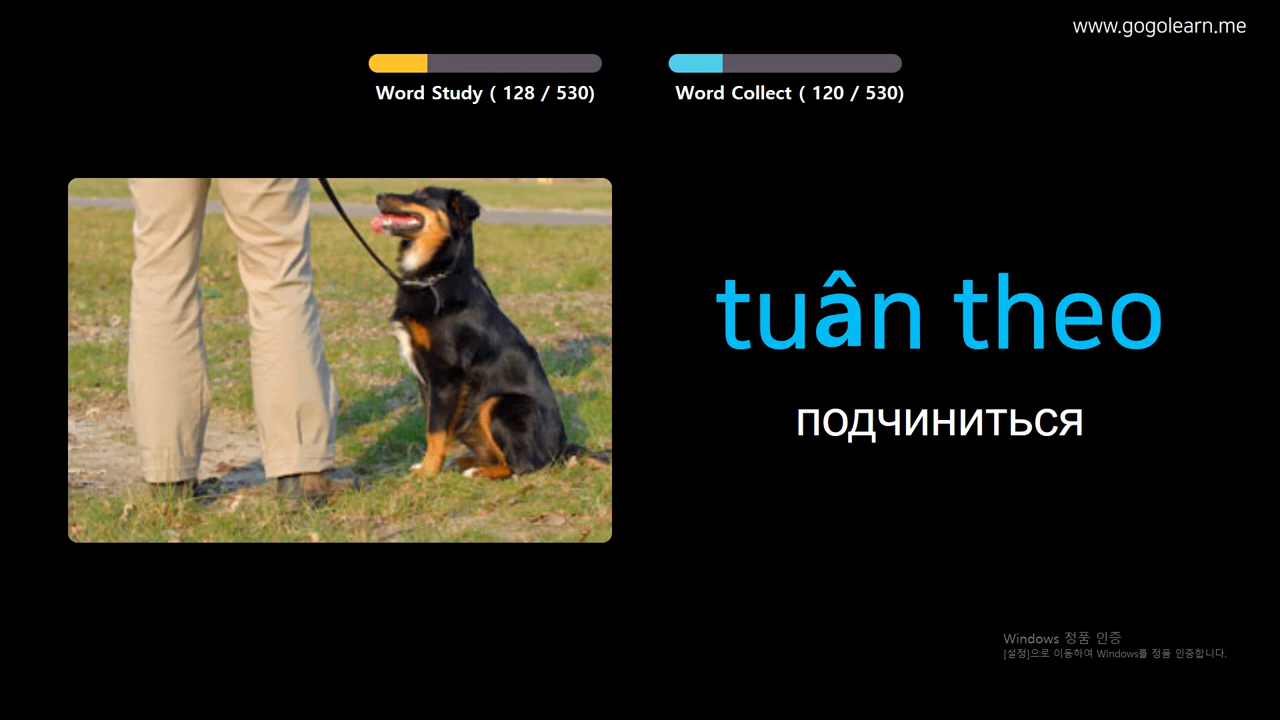 www.gogolearn.me
Word Study ( 128 / 530)
Word Collect ( 120 / 530)
tuân theo
подчиниться
Windows 정품 인증
[설정]으로 이동하여 Windows를 정품 인증합니다.